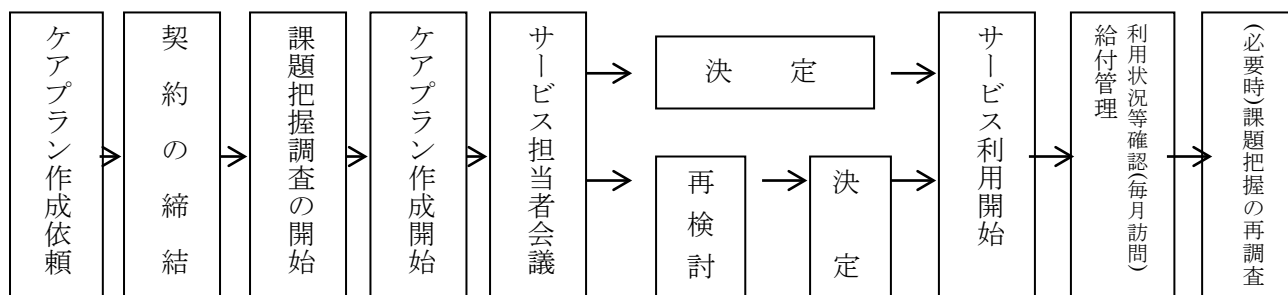 ケアプラン作成依頼
契約の締結
課題把握調査の開始
ケアプラン作成開始
サービス担当者会議
決定
再検討
決定
サービス利用開始
利用状況等確認(毎月訪問)
給付管理
(必要時)課題把握の再調査